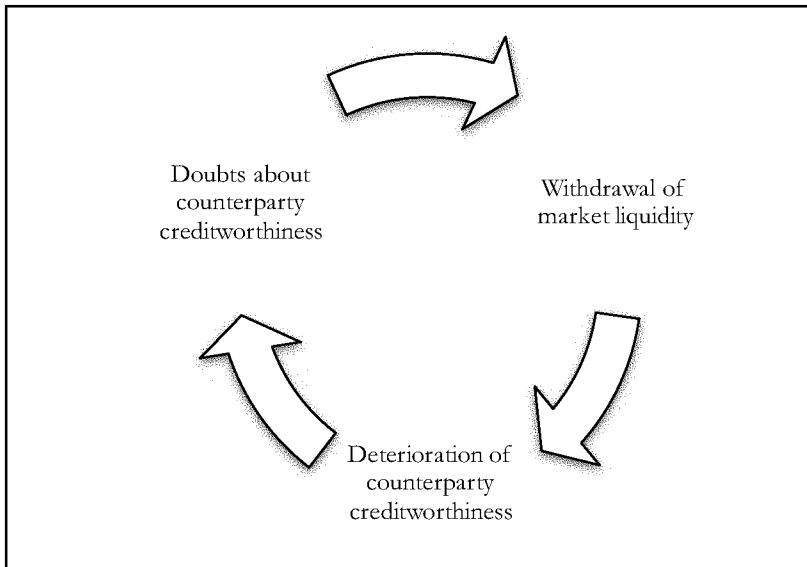 Doubts about
counterparty
creditworthiness
Withdrawal of
market liquidity
Deterioration of
counterparty
creditworthiness